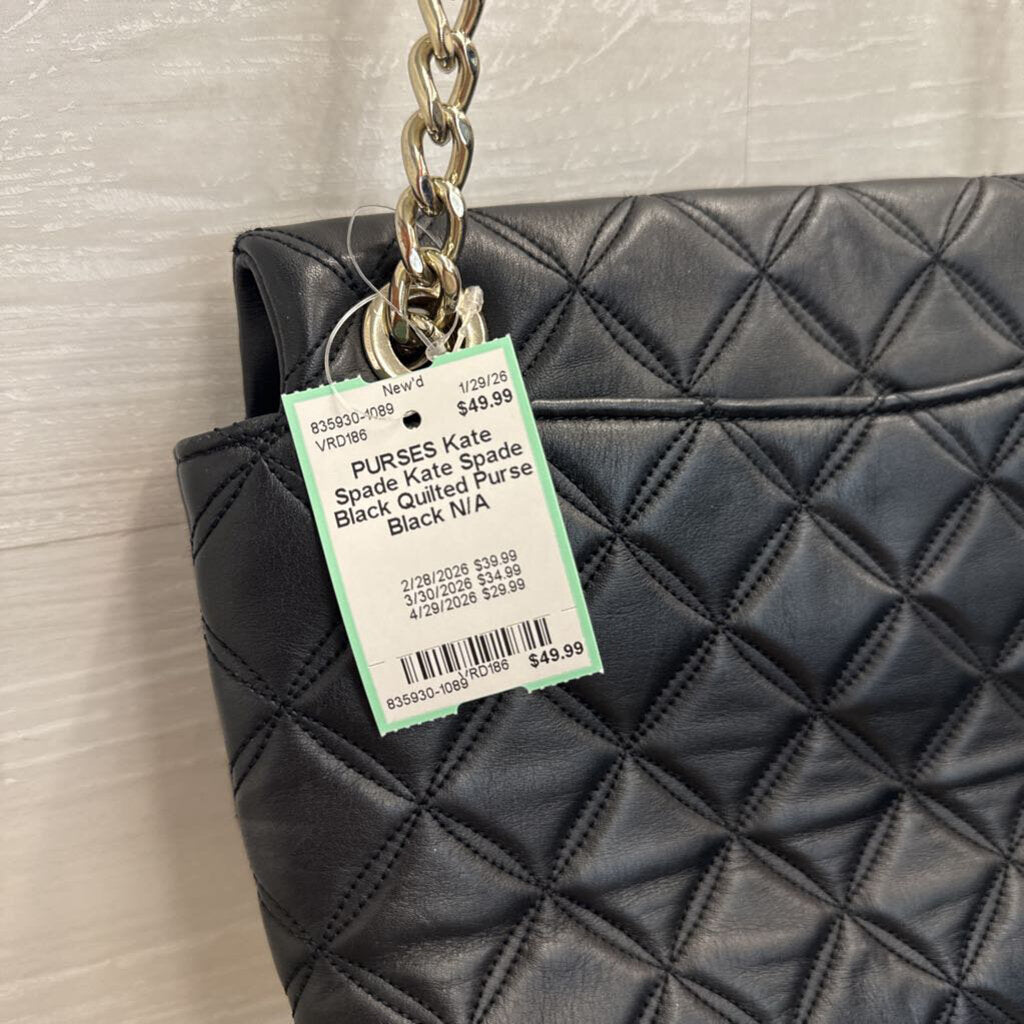 New'd 1/29/26
835930-1089 $49.99
VRD186
PURSES Kate
Spade Kate Spade
Black Quilted Purse
Black N/A
2/28/2026 $39.99
3/30/2026 $34.99
4/29/2026 $29.99
835930-1089 VRD186 $49.99